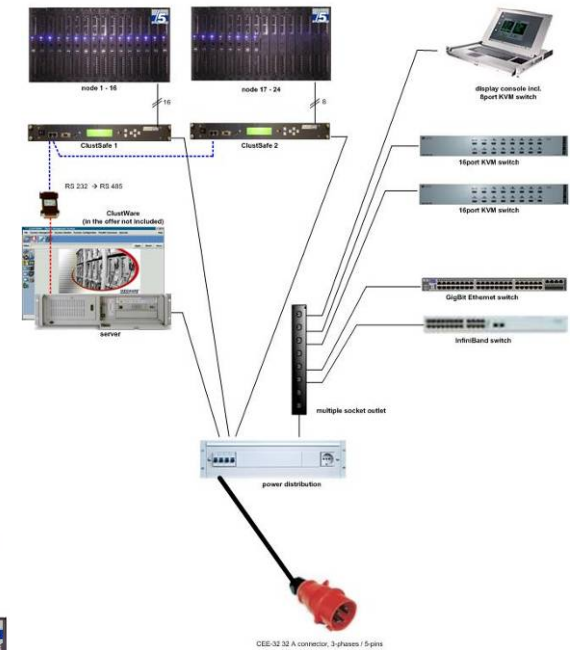 5
5
node 1 - 16
node 17 - 24
16
8
ClustSafe 1
ClustSafe 2
display console incl.
8port KVM switch
16port KVM switch
16port KVM switch
RS 232 → RS 485
ClustWare
(in the offer not included)
server
GigBit Ethernet switch
InfiniBand switch
multiple socket outlet
power distribution
CEE-32 32 A connector, 3-phases / 5-pins